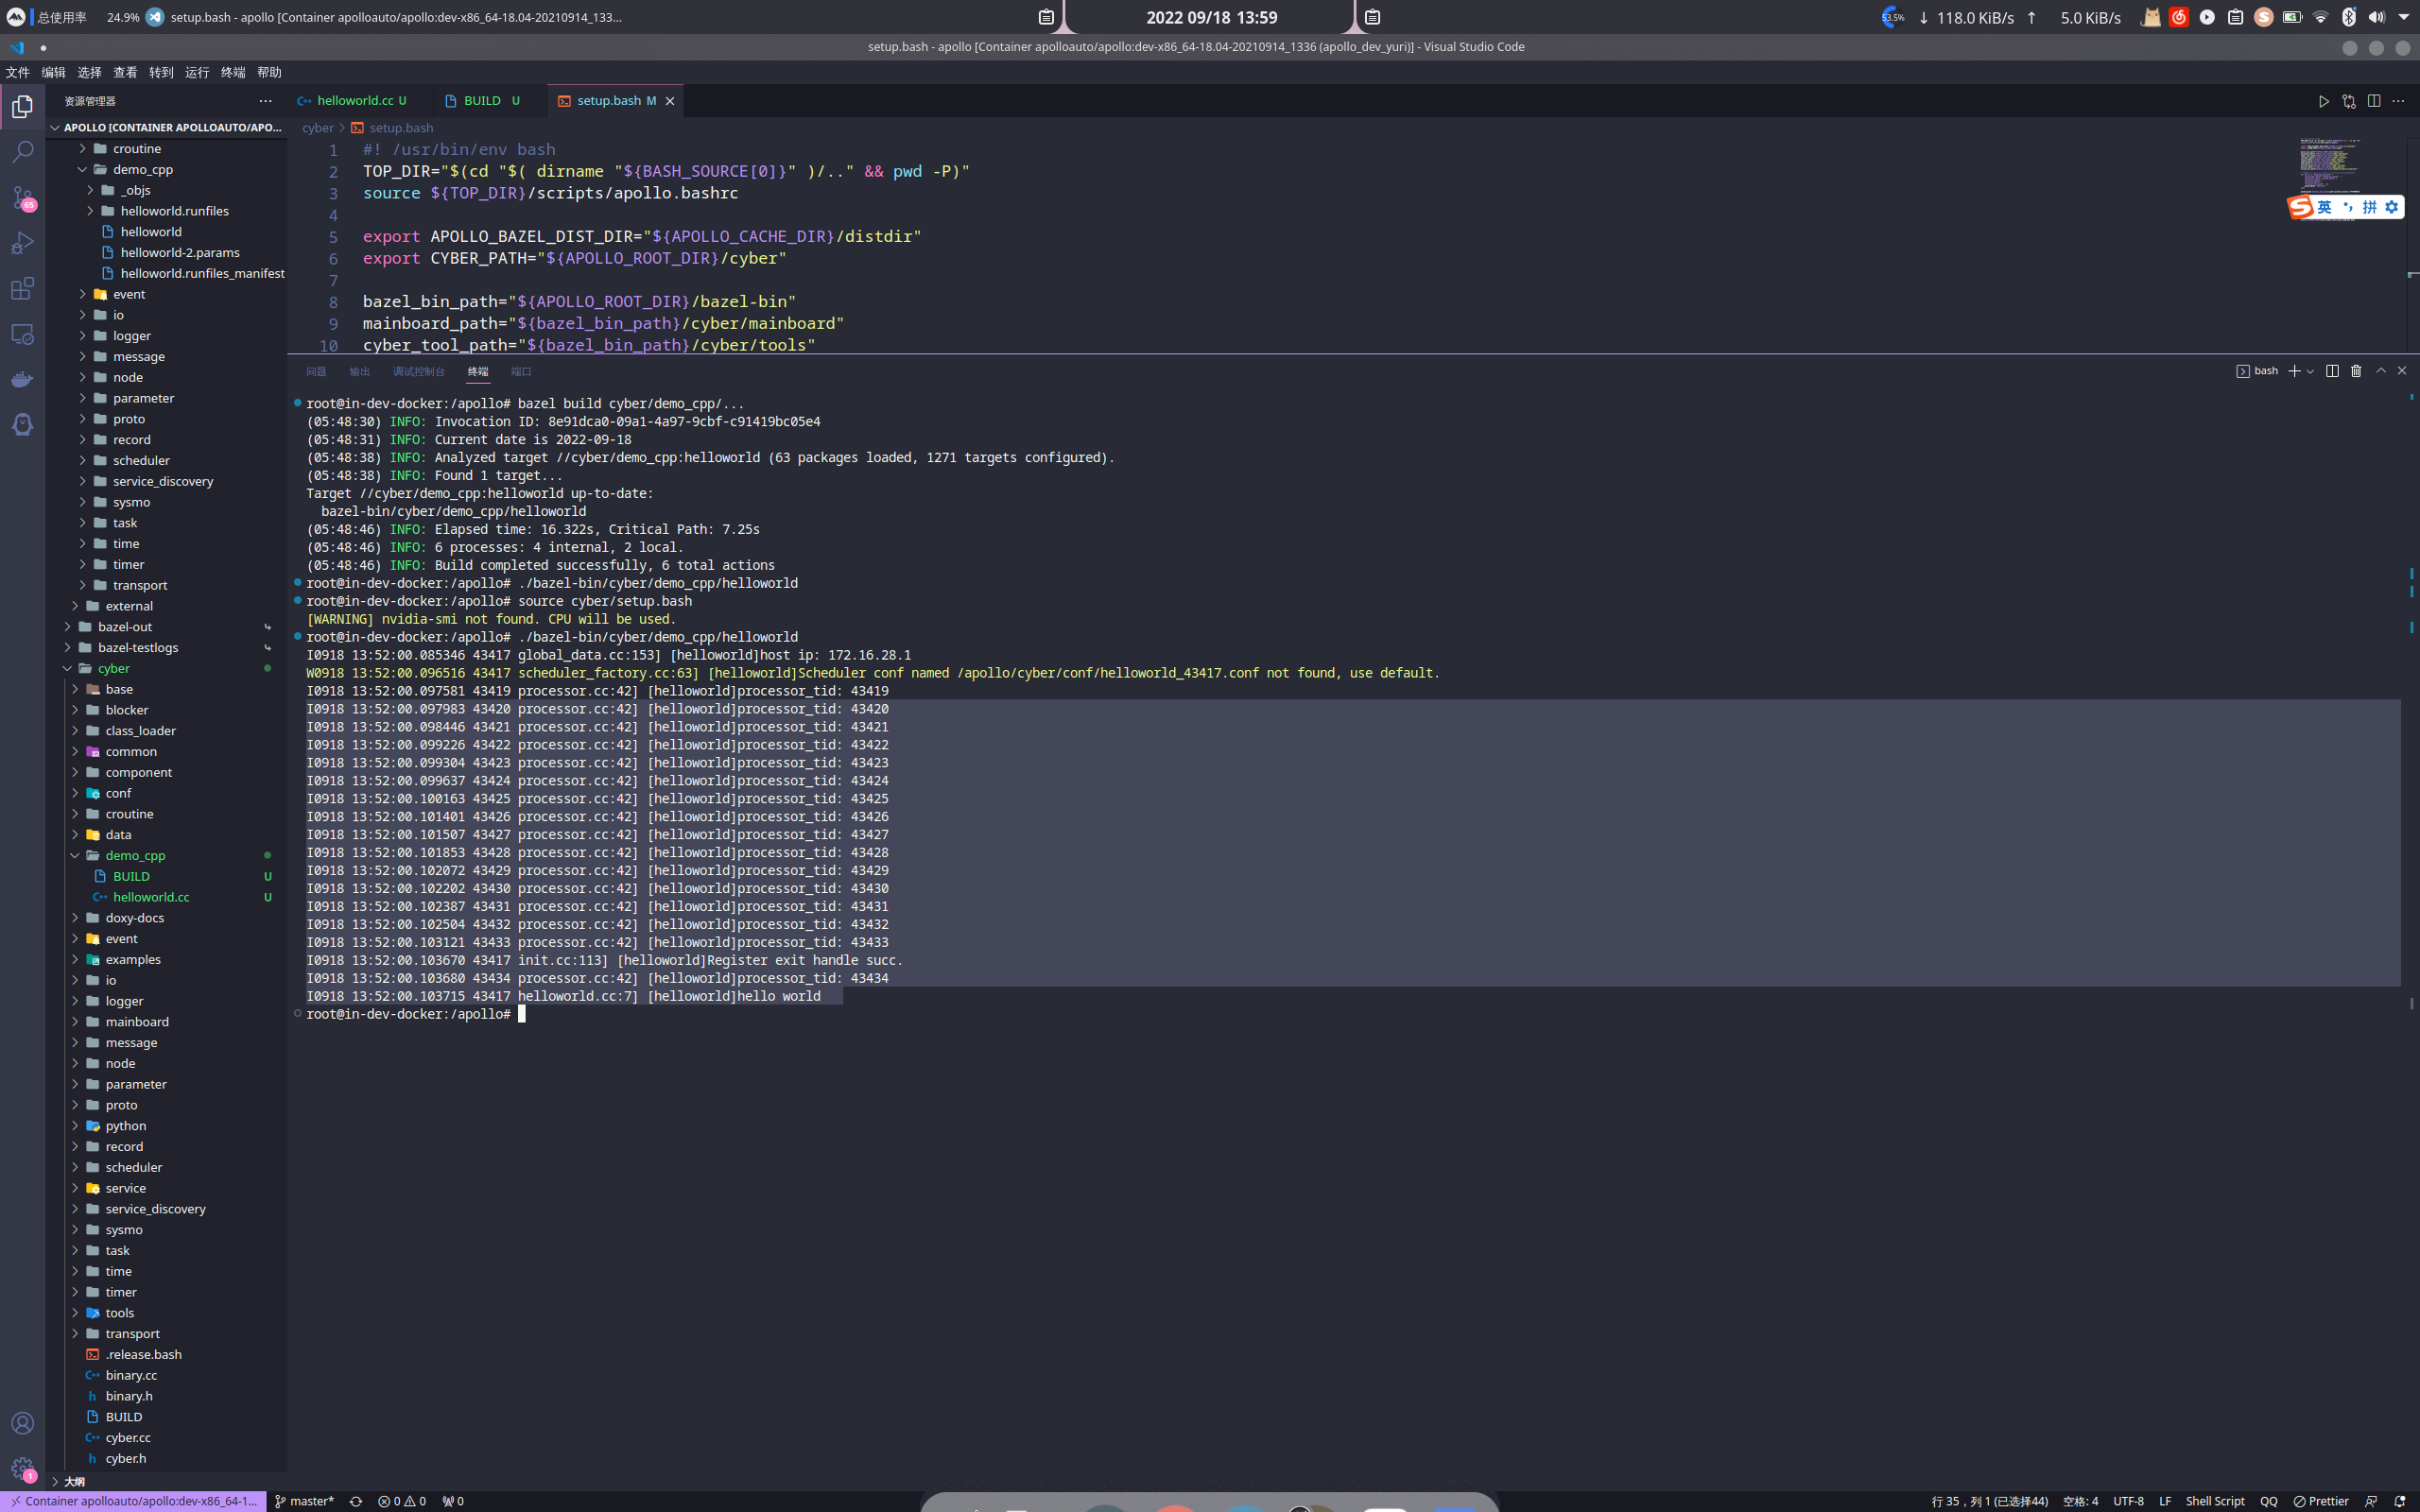 总使用率 24.9% setup.bash - apollo [Container apolloauto/apollo:dev-x86_64-18.04-20210914_133...
2022 09/18 13:59
53.5% ↓ 118.0 KiB/s ↑ 5.0 KiB/s
setup.bash - apollo [Container apolloauto/apollo:dev-x86_64-18.04-20210914_1336 (apollo_dev_yuri)] - Visual Studio Code
文件 编辑 选择 查看 转到 运行 终端 帮助
资源管理器
APOLLO [CONTAINER APOLLOAUTO/APO...
croutine
demo_cpp
_objs
helloworld.runfiles
helloworld
helloworld-2.params
helloworld.runfiles_manifest
event
io
logger
message
node
parameter
proto
record
scheduler
service_discovery
sysmo
task
time
timer
transport
external
bazel-out
bazel-testlogs
cyber
base
blocker
class_loader
common
component
conf
croutine
data
demo_cpp
BUILD U
helloworld.cc U
doxy-docs
event
examples
io
logger
mainboard
message
node
parameter
proto
python
record
scheduler
service
service_discovery
sysmo
task
time
timer
tools
transport
.release.bash
binary.cc
binary.h
BUILD
cyber.cc
cyber.h
大纲
65
1
helloworld.cc U BUILD U setup.bash M
cyber > setup.bash
1 #! /usr/bin/env bash
2 TOP_DIR="$(cd "$( dirname "${BASH_SOURCE[0]}" )/.." && pwd -P)"
3 source ${TOP_DIR}/scripts/apollo.bashrc
4
5 export APOLLO_BAZEL_DIST_DIR="${APOLLO_CACHE_DIR}/distdir"
6 export CYBER_PATH="${APOLLO_ROOT_DIR}/cyber"
7
8 bazel_bin_path="${APOLLO_ROOT_DIR}/bazel-bin"
9 mainboard_path="${bazel_bin_path}/cyber/mainboard"
10 cyber_tool_path="${bazel_bin_path}/cyber/tools"
S 英 拼
问题 输出 调试控制台 终端 端口
bash
root@in-dev-docker:/apollo# bazel build cyber/demo_cpp/...
(05:48:30) INFO: Invocation ID: 8e91dca0-09a1-4a97-9cbf-c91419bc05e4
(05:48:31) INFO: Current date is 2022-09-18
(05:48:38) INFO: Analyzed target //cyber/demo_cpp:helloworld (63 packages loaded, 1271 targets configured).
(05:48:38) INFO: Found 1 target...
Target //cyber/demo_cpp:helloworld up-to-date:
bazel-bin/cyber/demo_cpp/helloworld
(05:48:46) INFO: Elapsed time: 16.322s, Critical Path: 7.25s
(05:48:46) INFO: 6 processes: 4 internal, 2 local.
(05:48:46) INFO: Build completed successfully, 6 total actions
root@in-dev-docker:/apollo# ./bazel-bin/cyber/demo_cpp/helloworld
root@in-dev-docker:/apollo# source cyber/setup.bash
[WARNING] nvidia-smi not found. CPU will be used.
root@in-dev-docker:/apollo# ./bazel-bin/cyber/demo_cpp/helloworld
I0918 13:52:00.085346 43417 global_data.cc:153] [helloworld]host ip: 172.16.28.1
W0918 13:52:00.096516 43417 scheduler_factory.cc:63] [helloworld]Scheduler conf named /apollo/cyber/conf/helloworld_43417.conf not found, use default.
I0918 13:52:00.097581 43419 processor.cc:42] [helloworld]processor_tid: 43419
I0918 13:52:00.097983 43420 processor.cc:42] [helloworld]processor_tid: 43420
I0918 13:52:00.098446 43421 processor.cc:42] [helloworld]processor_tid: 43421
I0918 13:52:00.099226 43422 processor.cc:42] [helloworld]processor_tid: 43422
I0918 13:52:00.099304 43423 processor.cc:42] [helloworld]processor_tid: 43423
I0918 13:52:00.099637 43424 processor.cc:42] [helloworld]processor_tid: 43424
I0918 13:52:00.100163 43425 processor.cc:42] [helloworld]processor_tid: 43425
I0918 13:52:00.101401 43426 processor.cc:42] [helloworld]processor_tid: 43426
I0918 13:52:00.101507 43427 processor.cc:42] [helloworld]processor_tid: 43427
I0918 13:52:00.101853 43428 processor.cc:42] [helloworld]processor_tid: 43428
I0918 13:52:00.102072 43429 processor.cc:42] [helloworld]processor_tid: 43429
I0918 13:52:00.102202 43430 processor.cc:42] [helloworld]processor_tid: 43430
I0918 13:52:00.102387 43431 processor.cc:42] [helloworld]processor_tid: 43431
I0918 13:52:00.102504 43432 processor.cc:42] [helloworld]processor_tid: 43432
I0918 13:52:00.103121 43433 processor.cc:42] [helloworld]processor_tid: 43433
I0918 13:52:00.103670 43417 init.cc:113] [helloworld]Register exit handle succ.
I0918 13:52:00.103680 43434 processor.cc:42] [helloworld]processor_tid: 43434
I0918 13:52:00.103715 43417 helloworld.cc:7] [helloworld]hello world
root@in-dev-docker:/apollo#
Container apolloauto/apollo:dev-x86_64-1... master* 0 0 0
行 35，列 1 (已选择44) 空格: 4 UTF-8 LF Shell Script QQ Prettier